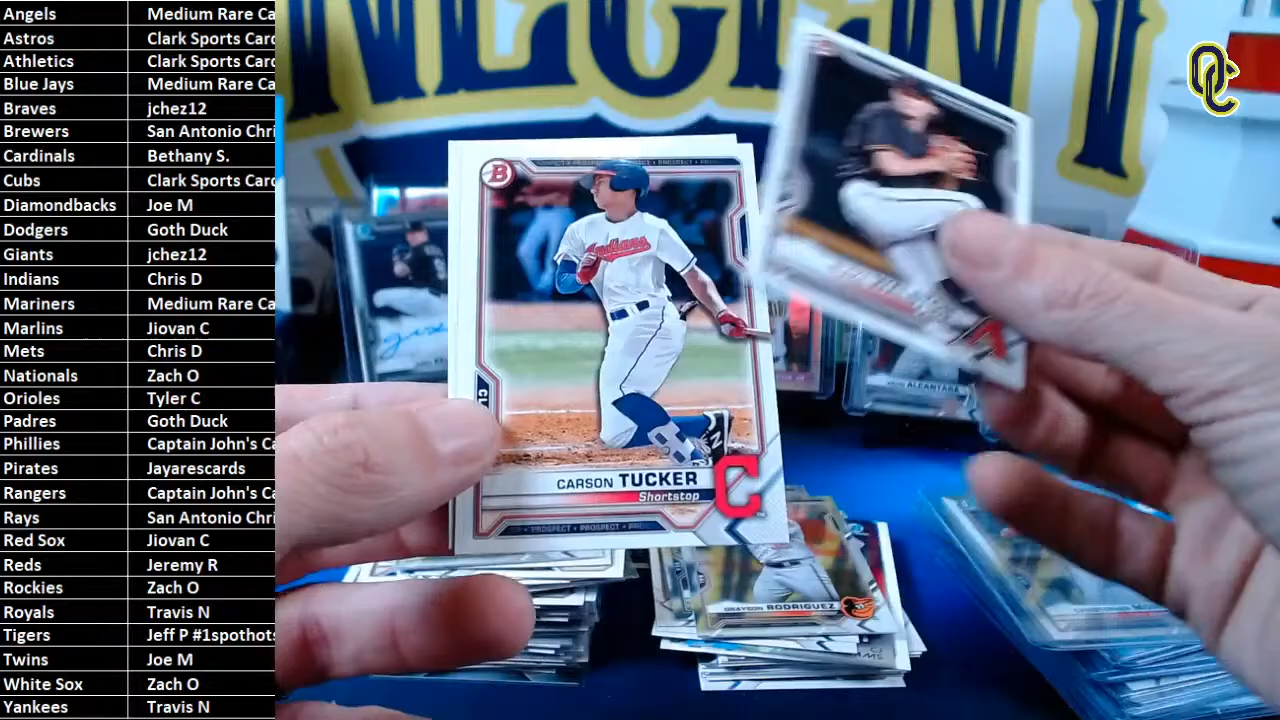 Angels Medium Rare Ca
Astros Clark Sports Card
Athletics Clark Sports Card
Blue Jays Medium Rare Ca
Braves jchez12
Brewers San Antonio Chri
Cardinals Bethany S.
Cubs Clark Sports Card
Diamondbacks Joe M
Dodgers Goth Duck
Giants jchez12
Indians Chris D
Mariners Medium Rare Ca
Marlins Jiovan C
Mets Chris D
Nationals Zach O
Orioles Tyler C
Padres Goth Duck
Phillies Captain John's Ca
Pirates Jayarescards
Rangers Captain John's Ca
Rays San Antonio Chri
Red Sox Jiovan C
Reds Jeremy R
Rockies Zach O
Royals Travis N
Tigers Jeff P #1spothots
Twins Joe M
White Sox Zach O
Yankees Travis N
OC
B
PROSPECT
Indians
CARSON TUCKER
Shortstop
C
PROSPECT • PROSPECT
ALCANTARA
GRAYSON RODRIGUEZ